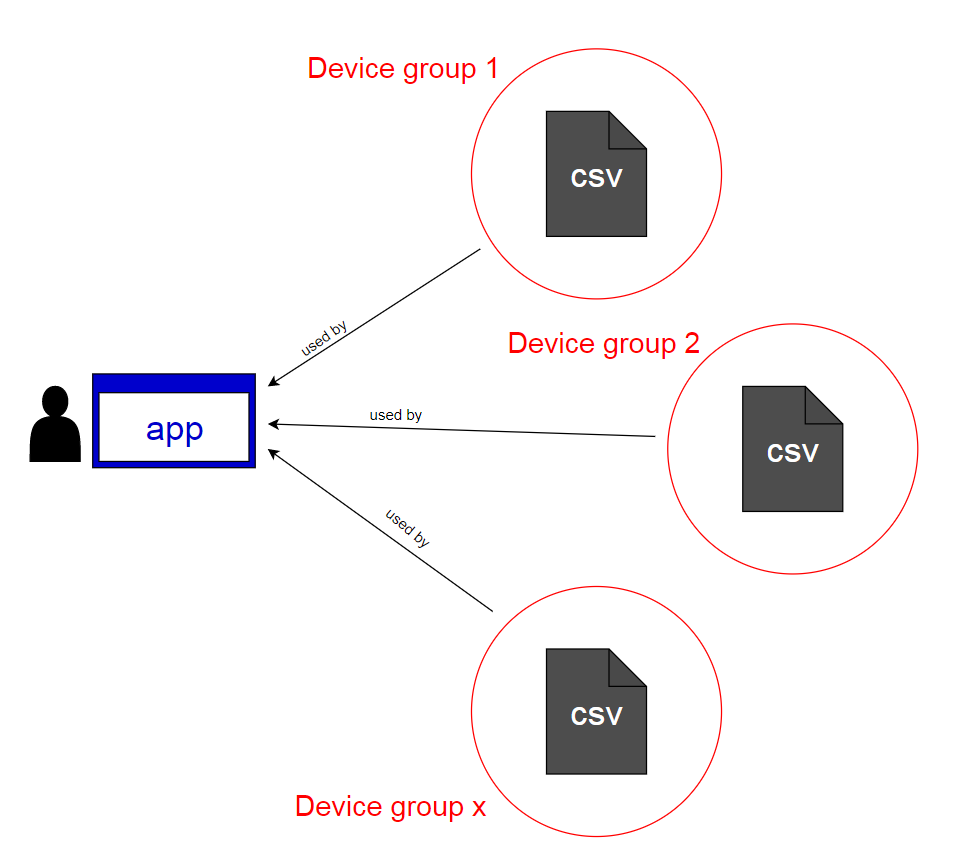 Device group 1
CSV
used by
Device group 2
app
used by
CSV
used by
CSV
Device group x